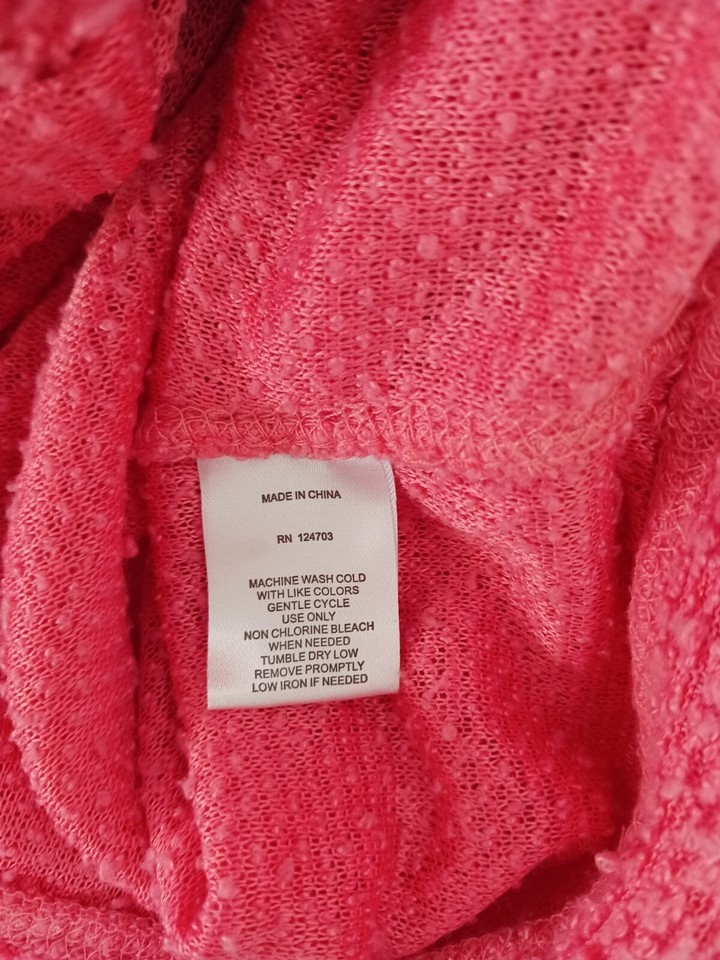 MADE IN CHINA
RN 124703
MACHINE WASH COLD
WITH LIKE COLORS
GENTLE CYCLE
USE ONLY
NON CHLORINE BLEACH
WHEN NEEDED
TUMBLE DRY LOW
REMOVE PROMPTLY
LOW IRON IF NEEDED